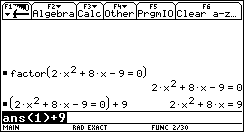 F1 F2 Algebra F3 Calc F4 Other F5 PrgmIO F6 Clear a-z…
▪ factor(2·x²+8·x-9=0)
2·x²+8·x-9=0
▪ (2·x²+8·x-9=0)+9 2·x²+8·x=9
ans(1)+9
MAIN RAD EXACT FUNC 2/30